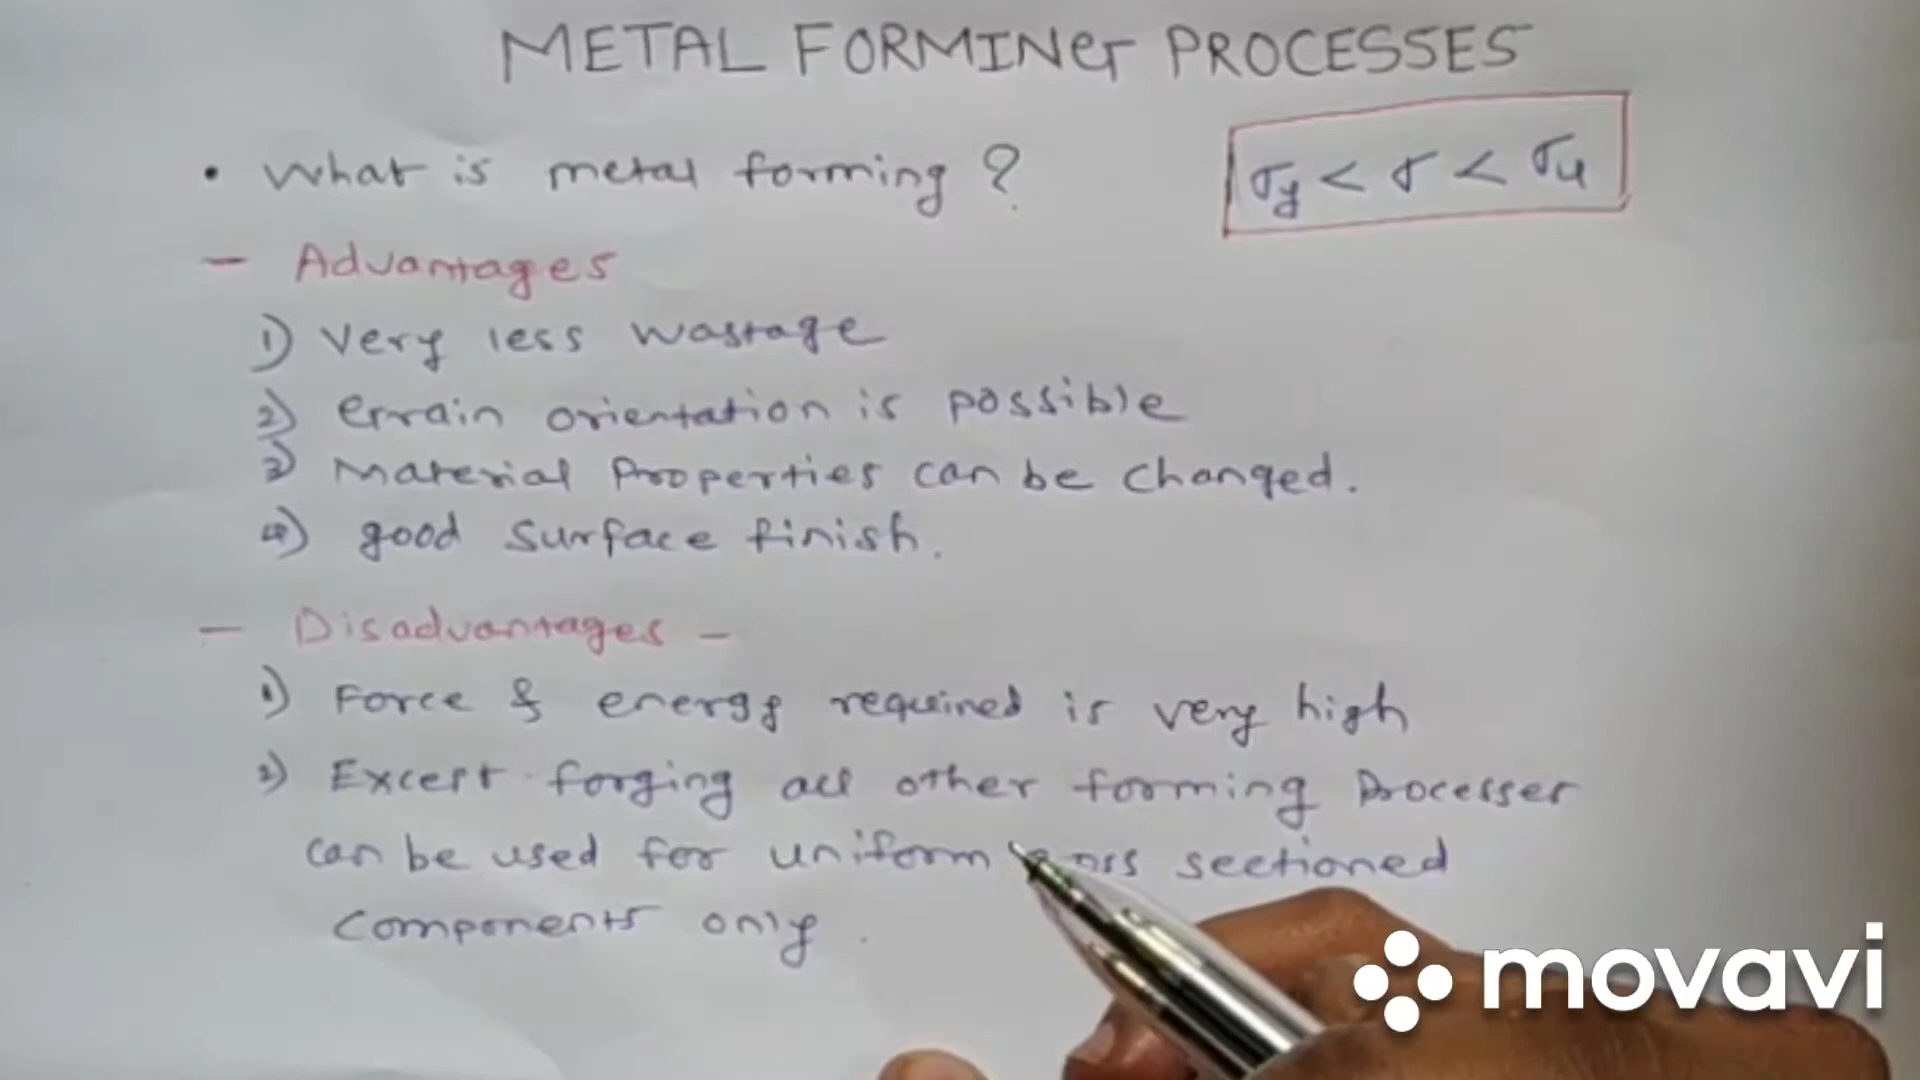 METAL FORMING PROCESSES
• What is metal forming ?
σy < σ < σu
- Advantages
1) Very less wastage
2) Grain orientation is possible
3) Material Properties can be changed.
4) good surface finish.
- Disadvantages -
1) Force & energy required is very high
2) Except forging all other forming Processes
can be used for uniform cross sectioned
components only.
movavi